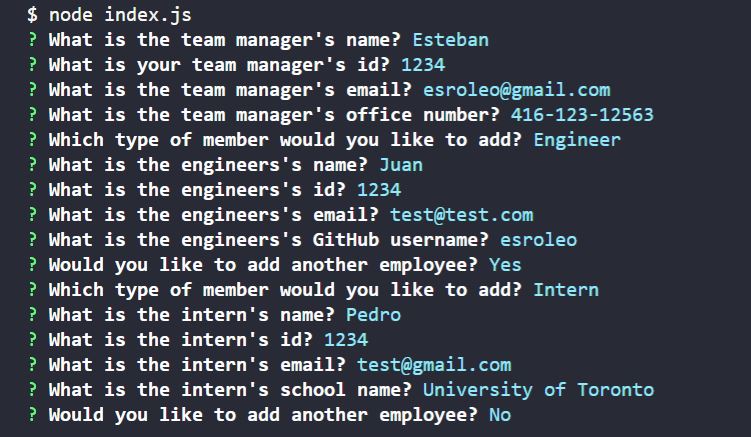 $ node index.js
? What is the team manager's name? Esteban
? What is your team manager's id? 1234
? What is the team manager's email? esroleo@gmail.com
? What is the team manager's office number? 416-123-12563
? Which type of member would you like to add? Engineer
? What is the engineers's name? Juan
? What is the engineers's id? 1234
? What is the engineers's email? test@test.com
? What is the engineers's GitHub username? esroleo
? Would you like to add another employee? Yes
? Which type of member would you like to add? Intern
? What is the intern's name? Pedro
? What is the intern's id? 1234
? What is the intern's email? test@gmail.com
? What is the intern's school name? University of Toronto
? Would you like to add another employee? No